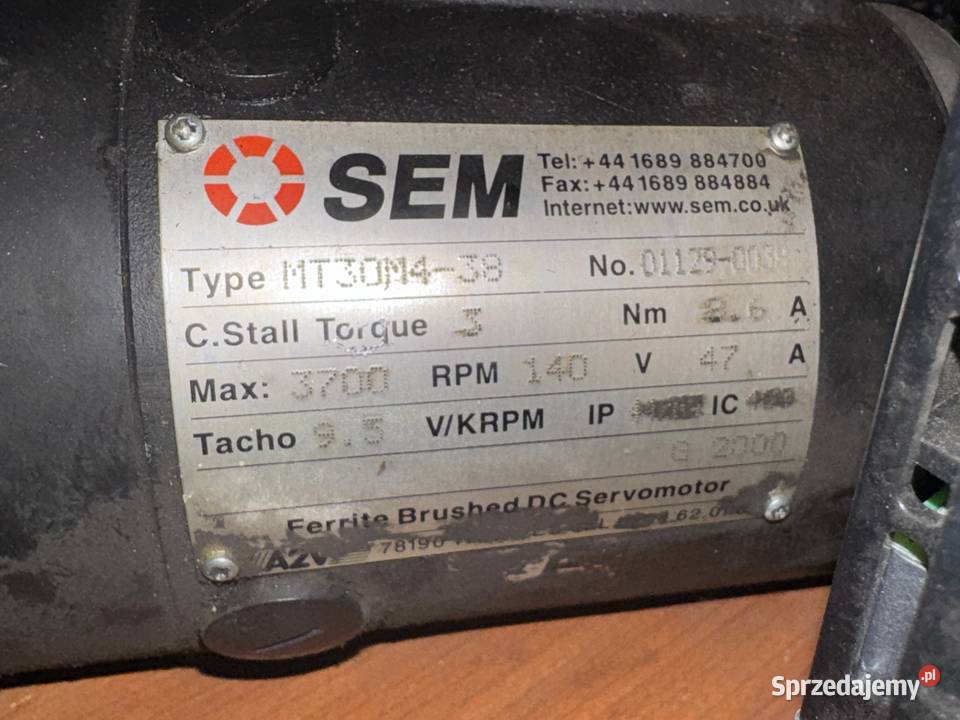 SEM
Tel: +44 1689 884700
Fax: +44 1689 884884
Internet: www.sem.co.uk
Type MT30M4-38 No. 01129-003
C.Stall Torque 3 Nm 2.6 A
Max: 3700 RPM 140 V 47 A
Tacho 9.5 V/KRPM IP IC
G 2000
Ferrite Brushed DC Servomotor
A2V 78190
Sprzedajemy.pl